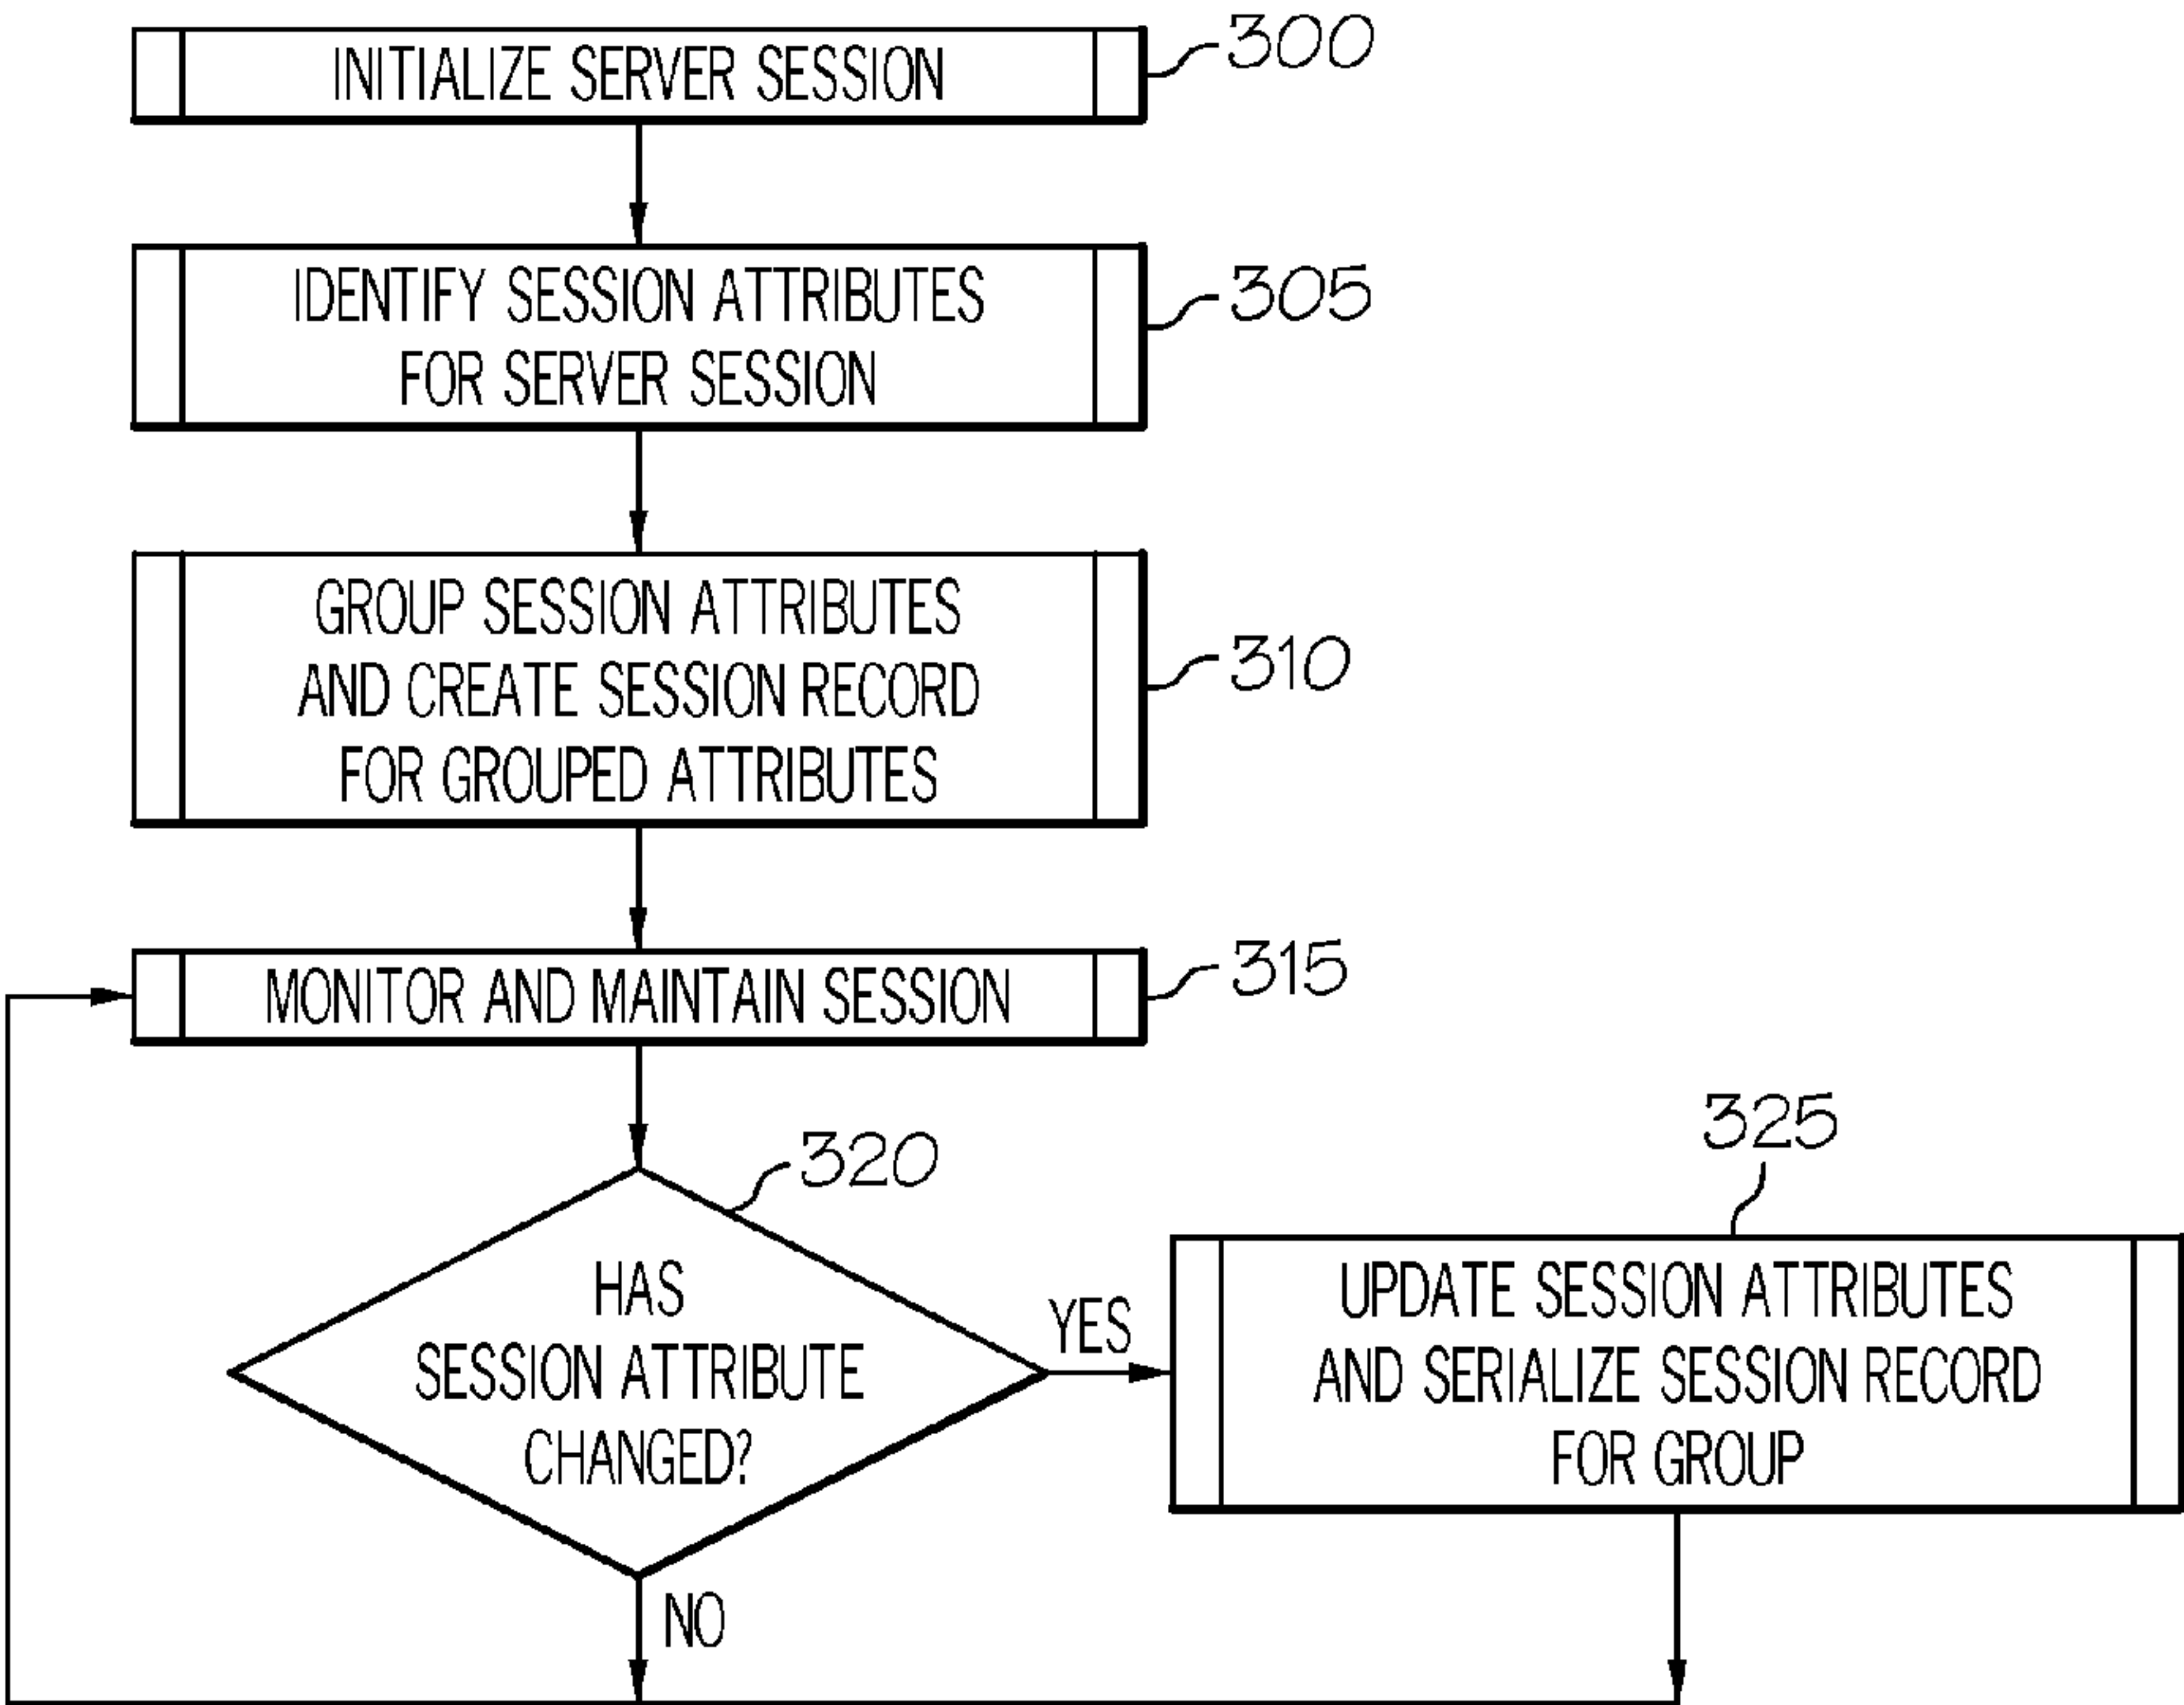 INITIALIZE SERVER SESSION
300
IDENTIFY SESSION ATTRIBUTES
FOR SERVER SESSION
305
GROUP SESSION ATTRIBUTES
AND CREATE SESSION RECORD
FOR GROUPED ATTRIBUTES
310
MONITOR AND MAINTAIN SESSION
315
320
HAS
SESSION ATTRIBUTE
CHANGED?
YES
NO
325
UPDATE SESSION ATTRIBUTES
AND SERIALIZE SESSION RECORD
FOR GROUP